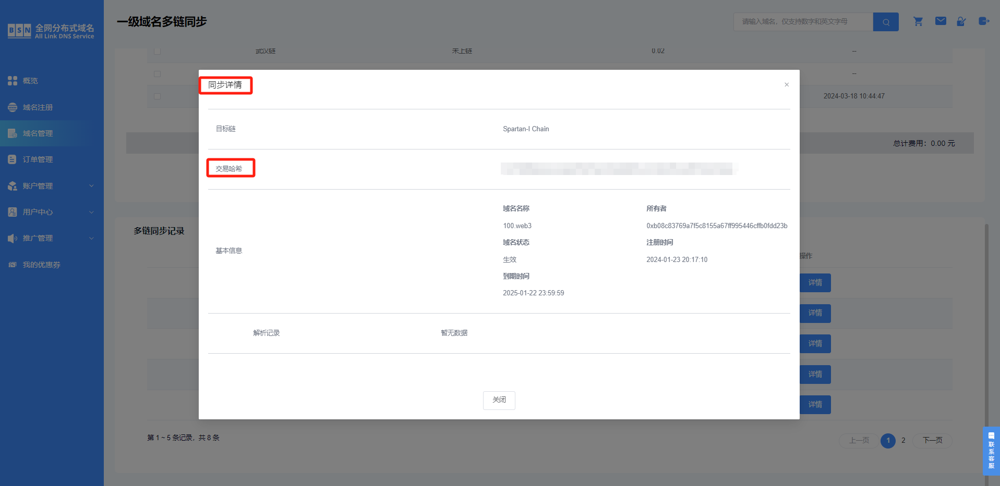 BSN 全网分布式域名
All Link DNS Service
概览
域名注册
域名管理
订单管理
账户管理
用户中心
推广管理
我的优惠券
一级域名多链同步
请输入域名，仅支持数字和英文字母
武汉链 未上链 0.02 --
--
2024-03-18 10:44:47
总计费用：0.00 元
同步详情
×
目标链 Spartan-I Chain
交易哈希
基本信息
域名名称 所有者
100.web3 0xb08c83769a7f5c8155a67ff995446cffb0fdd23b
域名状态 注册时间
生效 2024-01-23 20:17:10
到期时间
2025-01-22 23:59:59
解析记录 暂无数据
关闭
多链同步记录
操作
详情
详情
详情
详情
详情
第 1 ~ 5 条记录，共 8 条
上一页 1 2 下一页
联系客服